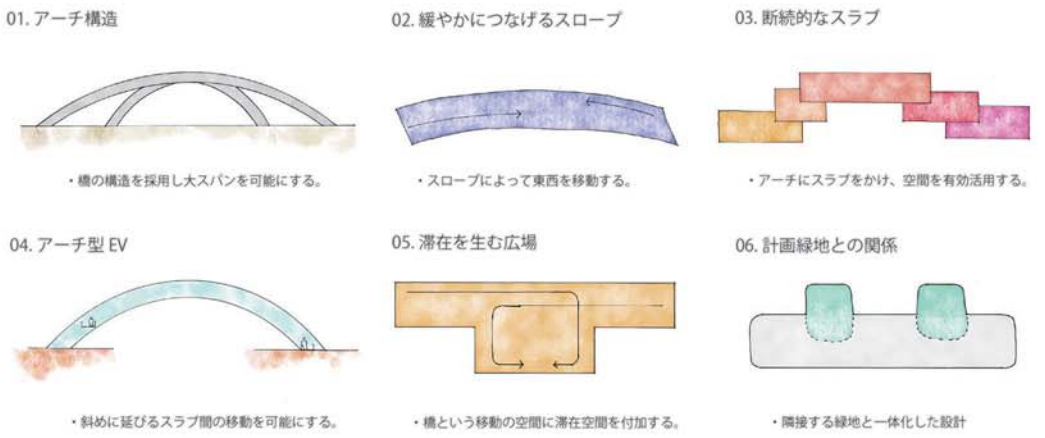 01. アーチ構造
02. 緩やかにつなげるスロープ
03. 断続的なスラブ
・橋の構造を採用し大スパンを可能にする。
・スロープによって東西を移動する。
・アーチにスラブをかけ、空間を有効活用する。
04. アーチ型 EV
05. 滞在を生む広場
06. 計画緑地との関係
・斜めに延びるスラブ間の移動を可能にする。
・橋という移動の空間に滞在空間を付加する。
・隣接する緑地と一体化した設計